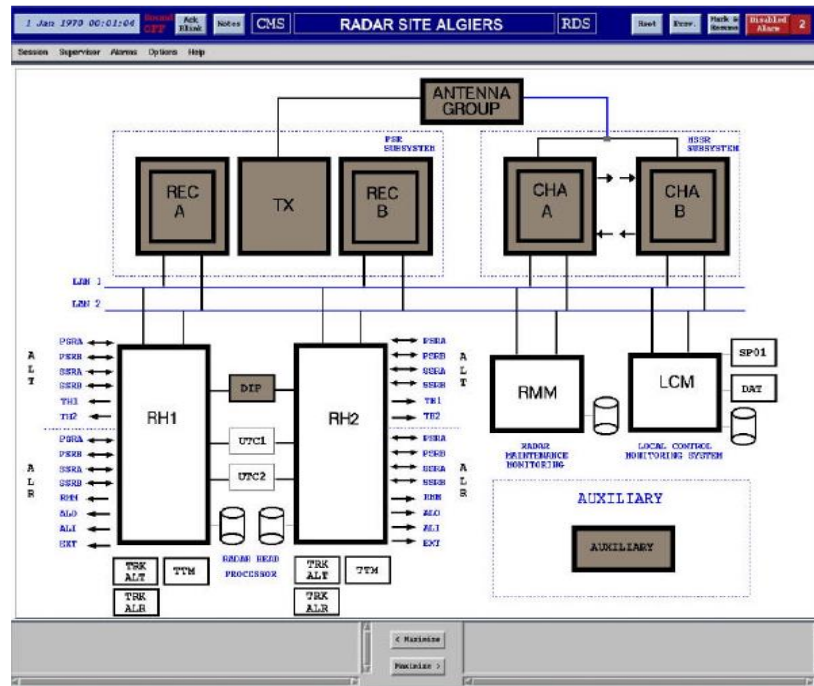 1 Jan 1970 00:01:04
Sound OFF
Ack Blink
Notes
CMS
RADAR SITE ALGIERS
RDS
Root
Prev.
Disabled Alarm
2
Session Supervisor Alarms Options Help
ANTENNA GROUP
PSR SUBSYSTEM
MSSR SUBSYSTEM
REC A
TX
REC B
CHA A
CHA B
LAN 1
LAN 2
ALT
PSRA
PSRB
SSRA
SSRB
TH1
TH2
ALR
PSRA
PSRB
SSRA
SSRB
RMM
ALO
ALI
EXT
RH1
DIP
UTC1
UTC2
RADAR HEAD PROCESSOR
RH2
PSRA
PSRB
SSRA
SSRB
TH1
TH2
ALT
PSRA
PSRB
SSRA
SSRB
RMM
ALO
ALI
EXT
ALR
TRK ALT
TTM
TRK ALR
TRK ALT
TTM
TRK ALR
RMM
RADAR MAINTENANCE MONITORING
LCM
LOCAL CONTROL MONITORING SYSTEM
SP01
DAT
AUXILIARY
AUXILIARY
< Maximize
Maximize >